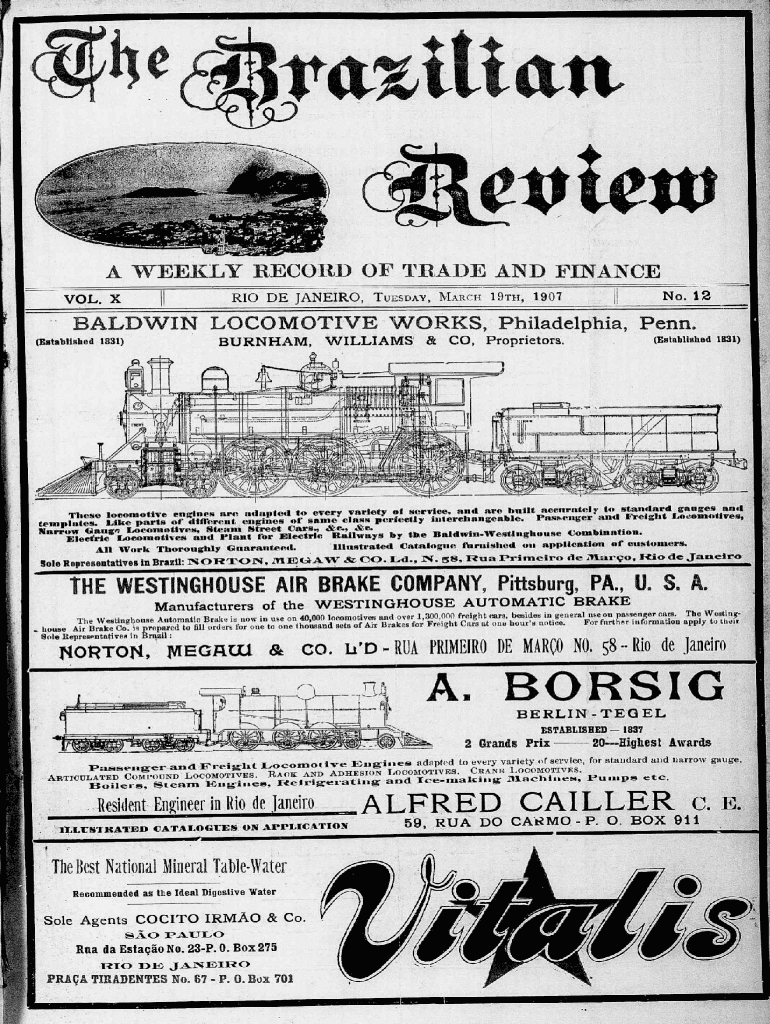 The Brazilian
Review
A WEEKLY RECORD OF TRADE AND FINANCE
VOL. X
RIO DE JANEIRO, TUESDAY, MARCH 19TH, 1907
No. 12
BALDWIN LOCOMOTIVE WORKS, Philadelphia, Penn.
(Established 1831)
BURNHAM, WILLIAMS & CO, Proprietors.
(Established 1831)
These locomotive engines are adapted to every variety of service, and are built accurately to standard gauges and
templates. Like parts of different engines of same class perfectly interchangeable. Passenger and Freight Locomotives,
Narrow Gauge Locomotives, Steam Street Cars, &c., &c.
Electric Locomotives and Plant for Electric Railways by the Baldwin-Westinghouse Combination.
All Work Thoroughly Guaranteed. Illustrated Catalogue furnished on application of customers.
Sole Representatives in Brazil: NORTON, MEGAW & CO. Ld., N. 58, Rua Primeiro de Março, Rio de Janeiro
THE WESTINGHOUSE AIR BRAKE COMPANY, Pittsburg, PA., U. S. A.
Manufacturers of the WESTINGHOUSE AUTOMATIC BRAKE
The Westinghouse Automatic Brake is now in use on 40,000 locomotives and over 1,300,000 freight cars, besides in general use on passenger cars. The Westing-
house Air Brake Co. is prepared to fill orders for one to one thousand sets of Air Brakes for Freight Cars at one hour's notice. For further information apply to their
Sole Representatives in Brazil:
NORTON, MEGAW & CO. L'D - RUA PRIMEIRO DE MARÇO NO. 58 -- Rio de Janeiro
A. BORSIG
BERLIN-TEGEL
ESTABLISHED — 1837
2 Grands Prix —— 20---Highest Awards
Passenger and Freight Locomotive Engines adapted to every variety of service, for standard and narrow gauge.
ARTICULATED COMPOUND LOCOMOTIVES. RACK AND ADHESION LOCOMOTIVES. CRANE LOCOMOTIVES.
Boilers, Steam Engines, Refrigerating and Ice-making Machines, Pumps etc.
Resident Engineer in Rio de Janeiro
ALFRED CAILLER C. E.
ILLUSTRATED CATALOGUES ON APPLICATION
59, RUA DO CARMO - P. O. BOX 911
The Best National Mineral Table-Water
Recommended as the Ideal Digestive Water
Sole Agents COCITO IRMÃO & Co.
SÃO PAULO
Rua da Estação No. 23-P. O. Box 275
RIO DE JANEIRO
PRAÇA TIRADENTES No. 67 - P. O. Box 701
Vitalis